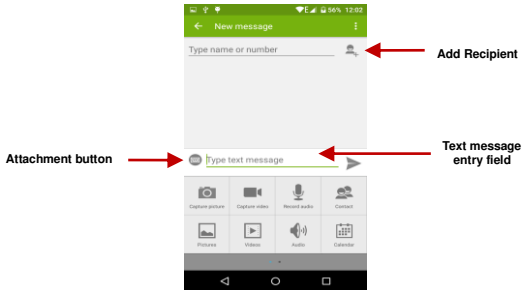 E 56% 12:02
New message
Type name or number
Add Recipient
Attachment button
Type text message
Text message
entry field
Capture picture
Capture video
Record audio
Contact
Pictures
Videos
Audio
Calendar